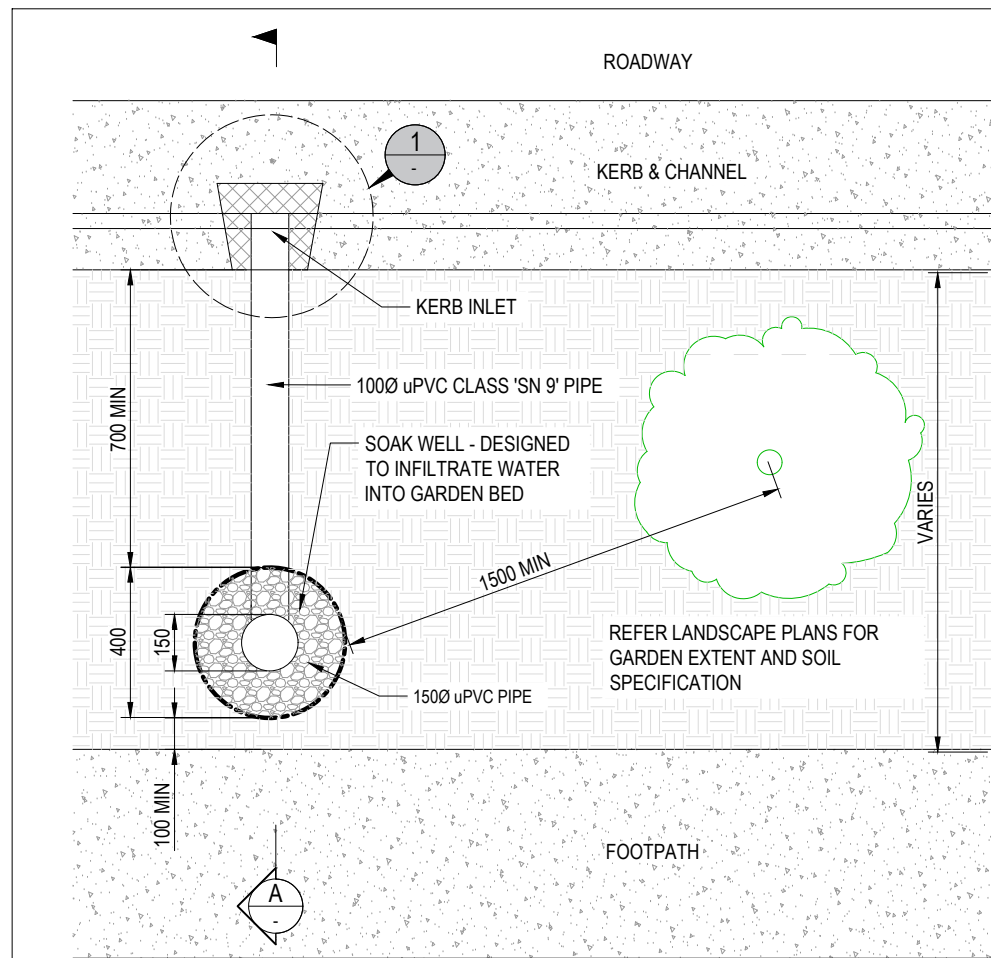 ROADWAY
1
-
KERB & CHANNEL
KERB INLET
100Ø uPVC CLASS 'SN 9' PIPE
700 MIN
SOAK WELL - DESIGNED
TO INFILTRATE WATER
INTO GARDEN BED
VARIES
1500 MIN
400
150
REFER LANDSCAPE PLANS FOR
GARDEN EXTENT AND SOIL
SPECIFICATION
150Ø uPVC PIPE
100 MIN
FOOTPATH
A
-